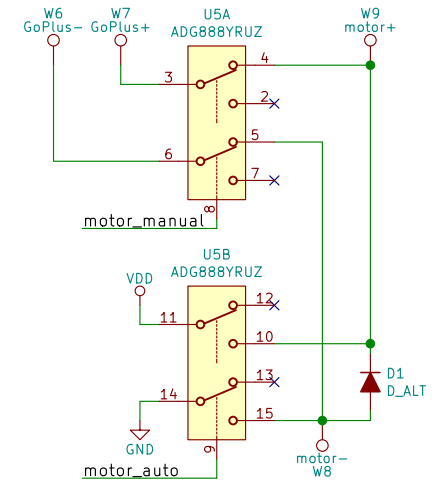 W6
GoPlus-
W7
GoPlus+
U5A
ADG888YRUZ
W9
motor+
3
4
2
6
5
7
8
motor_manual
U5B
ADG888YRUZ
VDD
11
12
10
14
13
15
9
GND
motor_auto
D1
D_ALT
motor-
W8